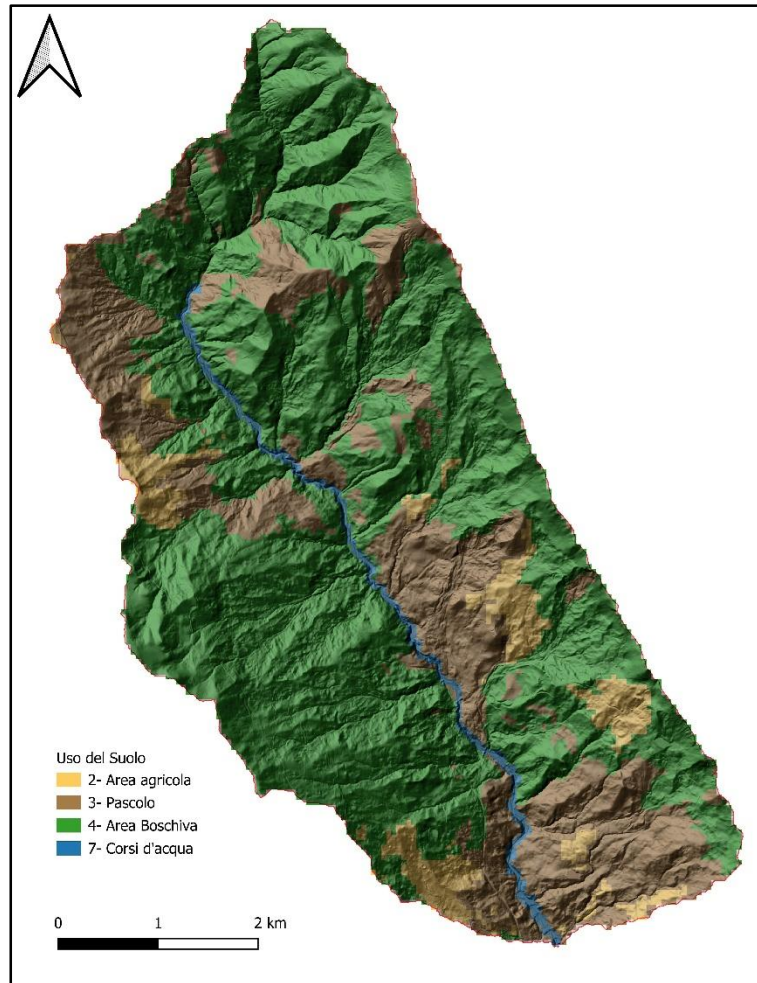 Uso del Suolo
2- Area agricola
3- Pascolo
4- Area Boschiva
7- Corsi d'acqua
0 1 2 km